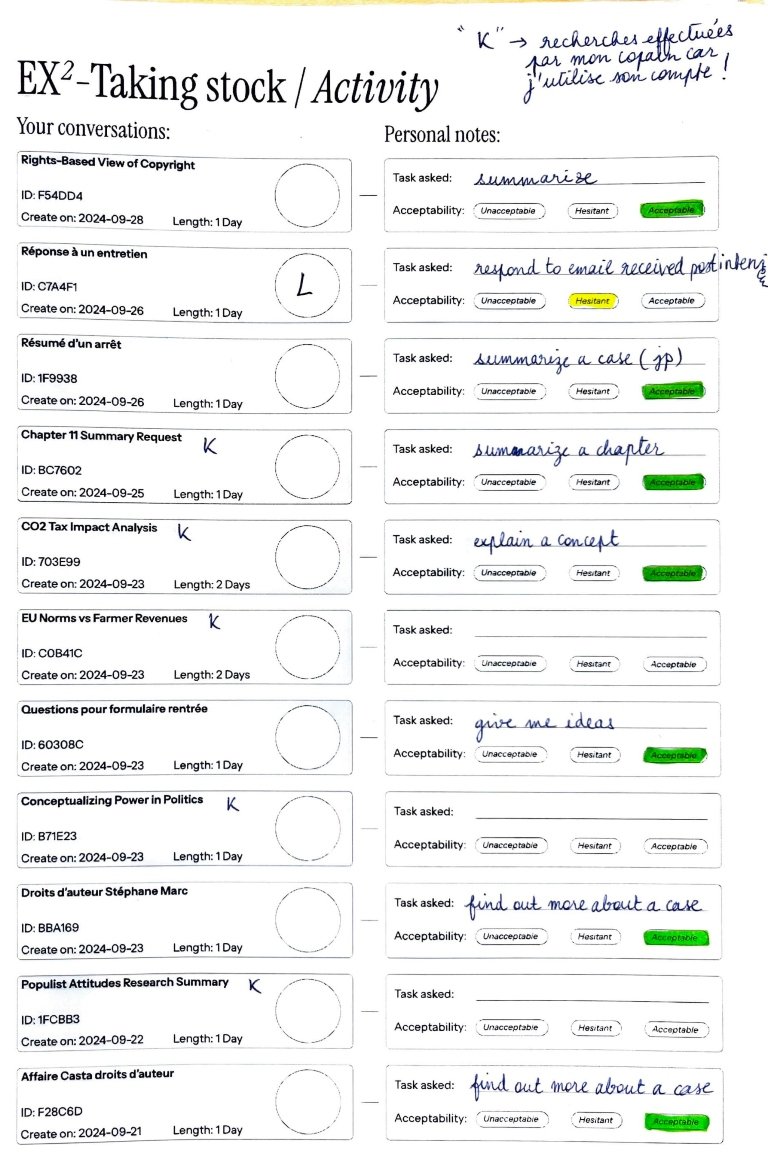 "K" → recherches effectuées
par mon copain car
j'utilise son compte !
EX²-Taking stock / Activity
Your conversations:
Personal notes:
Rights-Based View of Copyright
ID: F54DD4
Create on: 2024-09-28 Length: 1 Day
Task asked: summarize
Acceptability: Unacceptable Hesitant Acceptable
Réponse à un entretien
ID: C7A4F1
L
Create on: 2024-09-26 Length: 1 Day
Task asked: respond to email received post
Acceptability: Unacceptable Hesitant Acceptable
Résumé d'un arrêt
ID: 1F9938
Create on: 2024-09-26 Length: 1 Day
Task asked: summarize a case (jp)
Acceptability: Unacceptable Hesitant Acceptable
Chapter 11 Summary Request K
ID: BC7602
Create on: 2024-09-25 Length: 1 Day
Task asked: summarize a chapter
Acceptability: Unacceptable Hesitant Acceptable
CO2 Tax Impact Analysis K
ID: 703E99
Create on: 2024-09-23 Length: 2 Days
Task asked: explain a concept
Acceptability: Unacceptable Hesitant Acceptable
EU Norms vs Farmer Revenues K
ID: C0B41C
Create on: 2024-09-23 Length: 2 Days
Task asked:
Acceptability: Unacceptable Hesitant Acceptable
Questions pour formulaire rentrée
ID: 60308C
Create on: 2024-09-23 Length: 1 Day
Task asked: give me ideas
Acceptability: Unacceptable Hesitant Acceptable
Conceptualizing Power in Politics K
ID: B71E23
Create on: 2024-09-23 Length: 1 Day
Task asked:
Acceptability: Unacceptable Hesitant Acceptable
Droits d'auteur Stéphane Marc
ID: BBA169
Create on: 2024-09-23 Length: 1 Day
Task asked: find out more about a case
Acceptability: Unacceptable Hesitant Acceptable
Populist Attitudes Research Summary K
ID: 1FCBB3
Create on: 2024-09-22 Length: 1 Day
Task asked:
Acceptability: Unacceptable Hesitant Acceptable
Affaire Casta droits d'auteur
ID: F28C6D
Create on: 2024-09-21 Length: 1 Day
Task asked: find out more about a case
Acceptability: Unacceptable Hesitant Acceptable